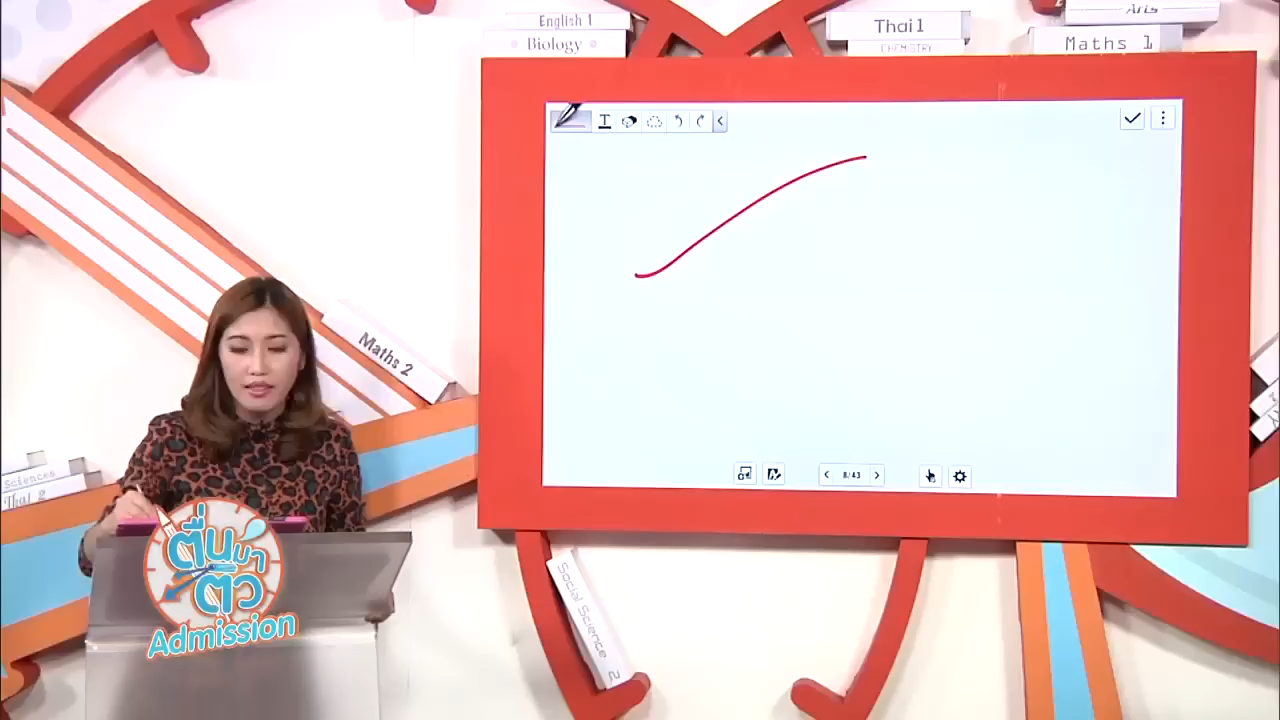 English 1
Biology
Thai 1
CHEMISTRY
Arts
Maths 1
T
Maths 2
Sciences
Thai 2
8/43
Social Science 2
ตื่นมา
ติว
Admission